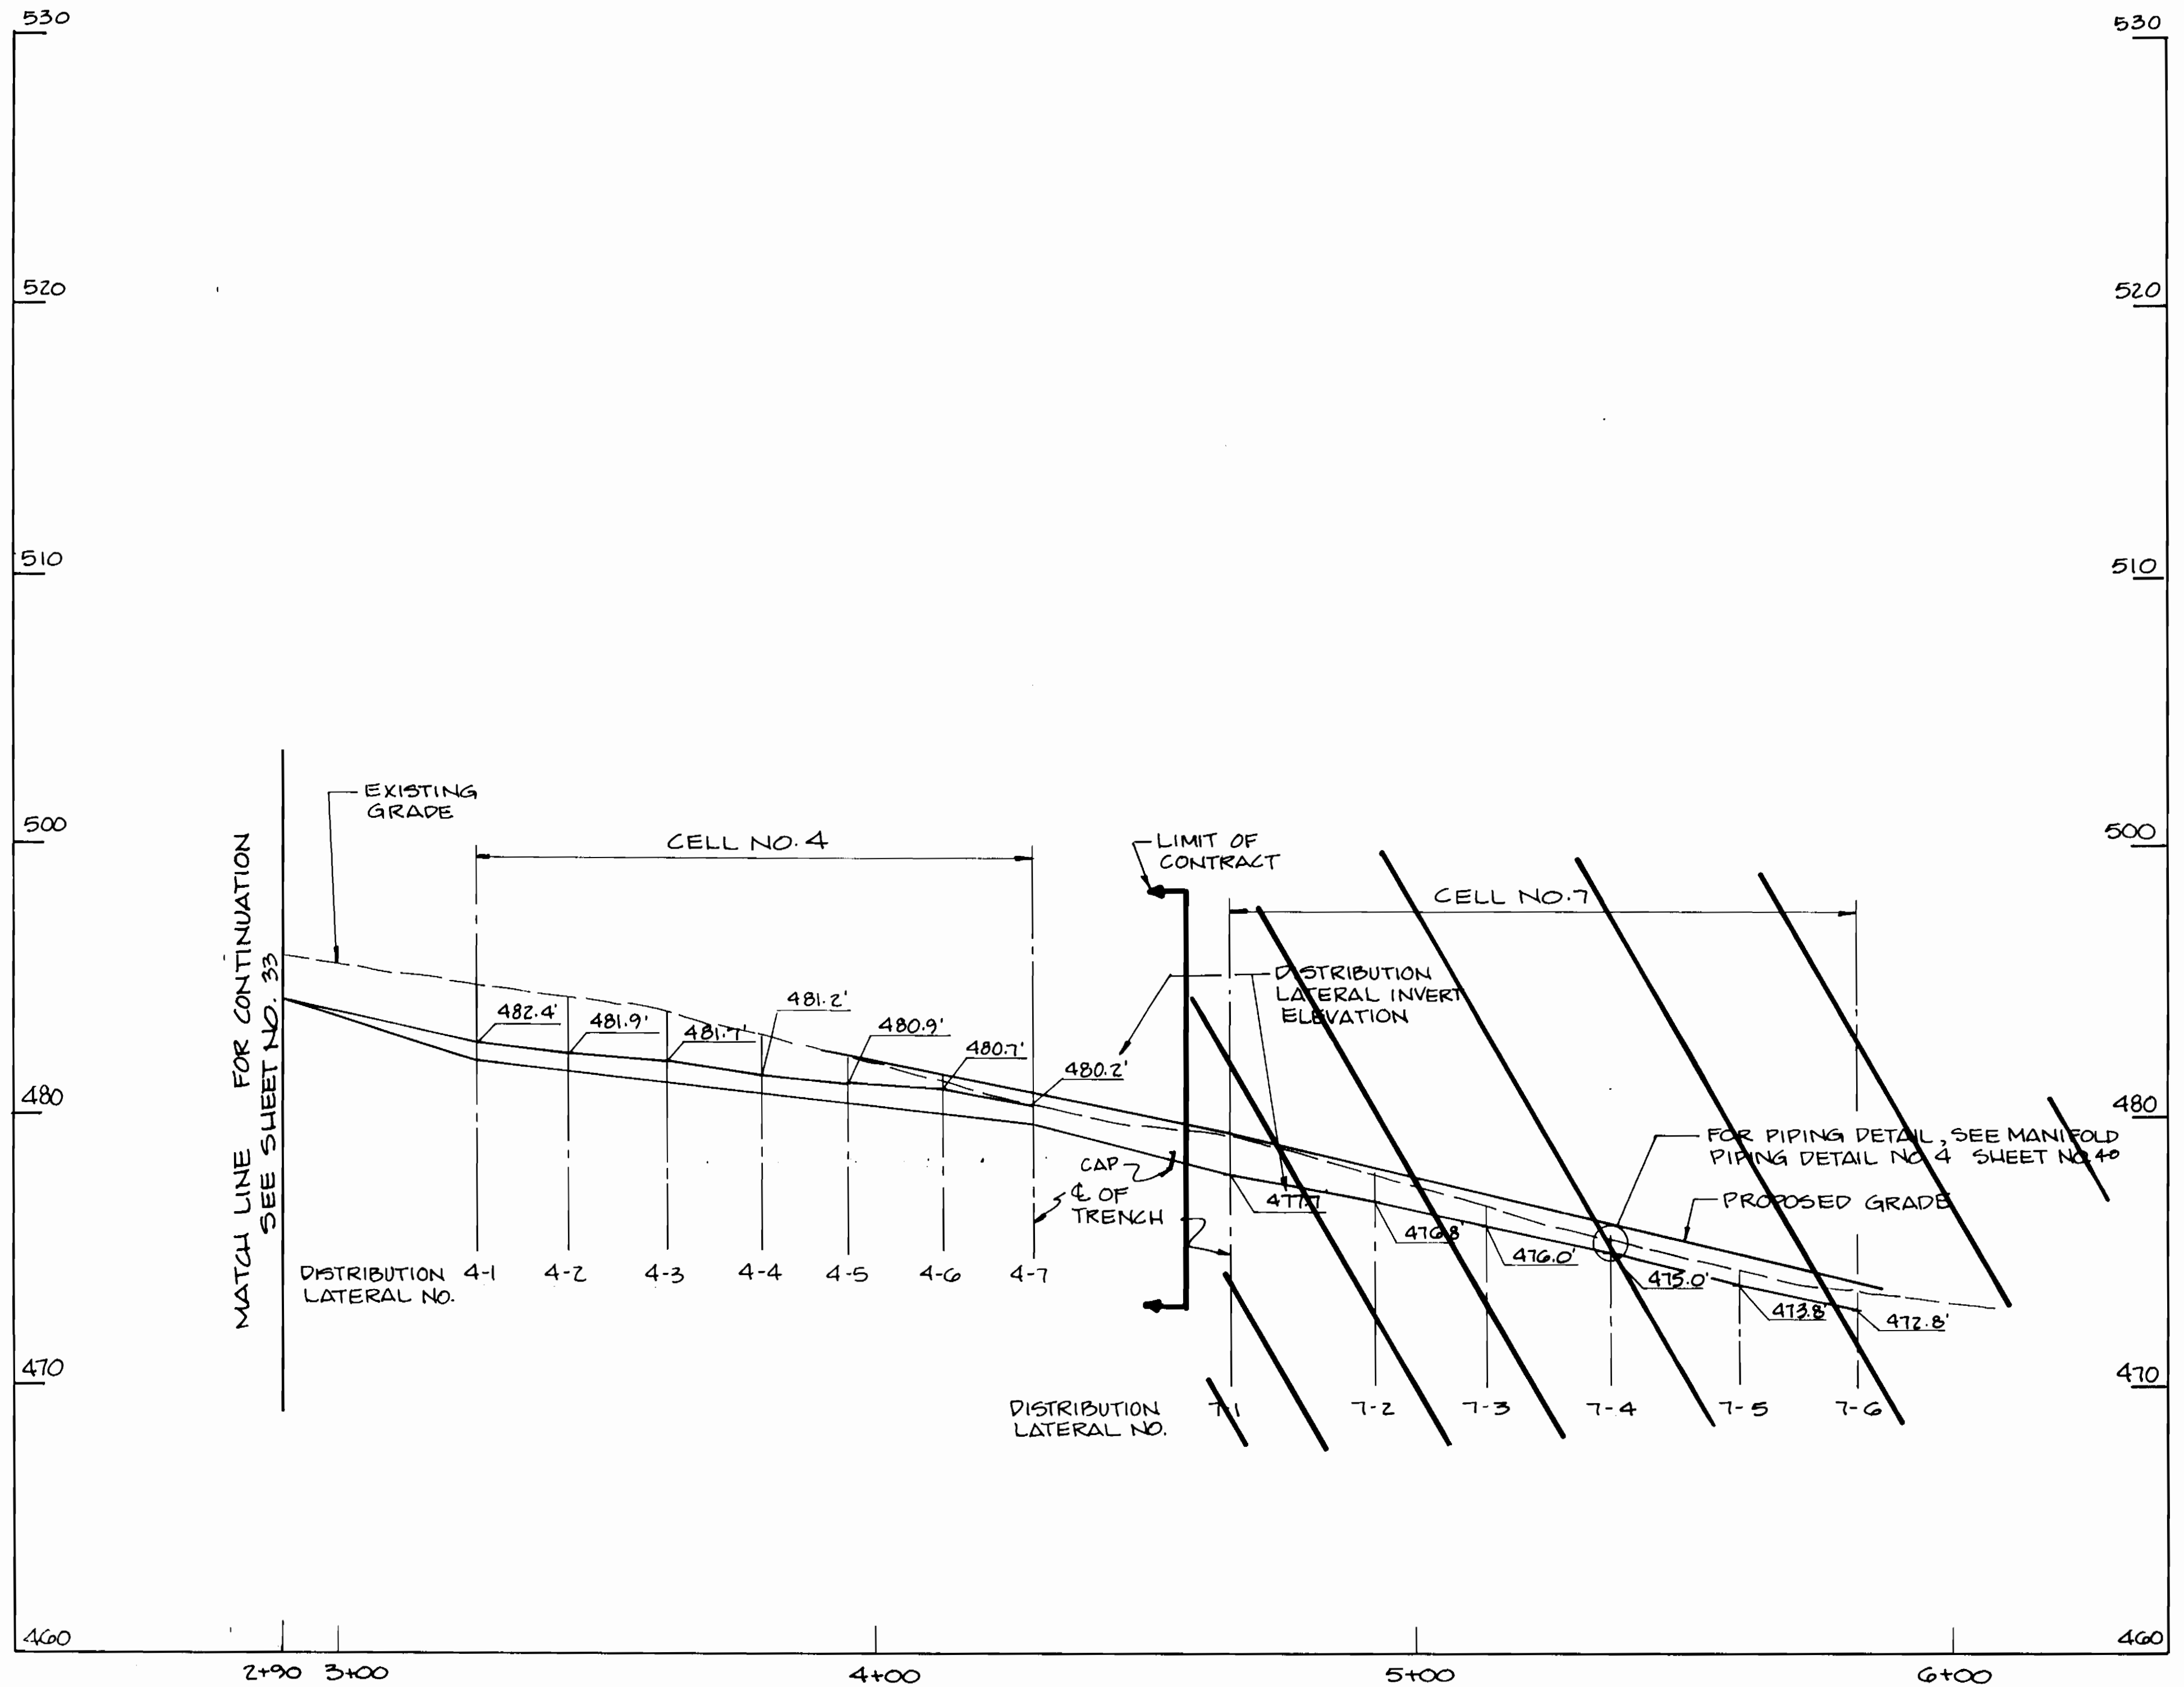 530
530
520
520
510
510
EXISTING
GRADE
500
CELL NO. 4
LIMIT OF
CONTRACT
500
CELL NO. 7
MATCH LINE FOR CONTINUATION
SEE SHEET NO. 33
DISTRIBUTION
LATERAL INVERT
ELEVATION
482.4'
481.9'
481.7'
481.2'
480.9'
480.7'
480.2'
480
480
FOR PIPING DETAIL, SEE MANIFOLD
PIPING DETAIL NO. 4 SHEET NO. 40
CAP
℄ OF
TRENCH
PROPOSED GRADE
477.7'
476.8'
476.0'
475.0'
473.8'
472.8'
DISTRIBUTION
LATERAL NO.
4-1 4-2 4-3 4-4 4-5 4-6 4-7
470
470
DISTRIBUTION
LATERAL NO.
7-1 7-2 7-3 7-4 7-5 7-6
460
460
2+90 3+00 4+00 5+00 6+00